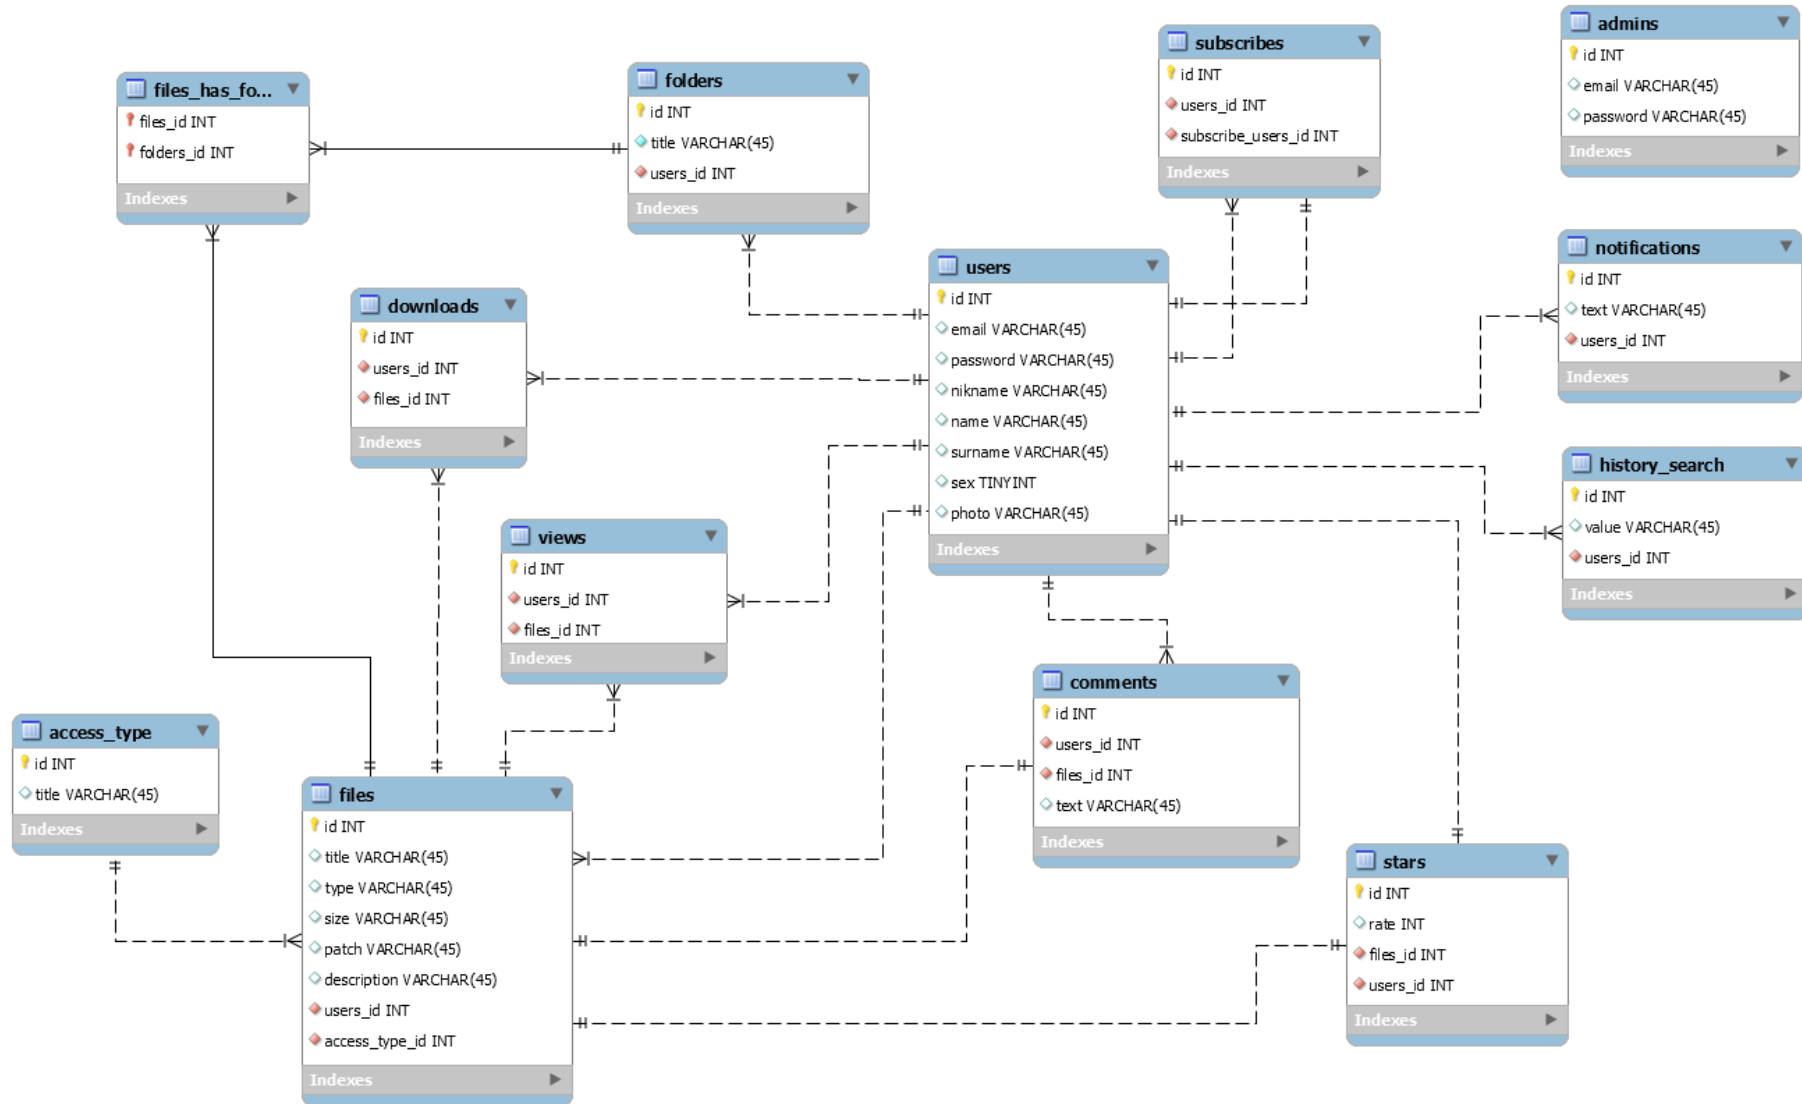 files_has_fo...
files_id INT
folders_id INT
Indexes
folders
id INT
title VARCHAR(45)
users_id INT
Indexes
subscribes
id INT
users_id INT
subscribe_users_id INT
Indexes
admins
id INT
email VARCHAR(45)
password VARCHAR(45)
Indexes
downloads
id INT
users_id INT
files_id INT
Indexes
users
id INT
email VARCHAR(45)
password VARCHAR(45)
nikname VARCHAR(45)
name VARCHAR(45)
surname VARCHAR(45)
sex TINYINT
photo VARCHAR(45)
Indexes
notifications
id INT
text VARCHAR(45)
users_id INT
Indexes
history_search
id INT
value VARCHAR(45)
users_id INT
Indexes
views
id INT
users_id INT
files_id INT
Indexes
access_type
id INT
title VARCHAR(45)
Indexes
files
id INT
title VARCHAR(45)
type VARCHAR(45)
size VARCHAR(45)
patch VARCHAR(45)
description VARCHAR(45)
users_id INT
access_type_id INT
Indexes
comments
id INT
users_id INT
files_id INT
text VARCHAR(45)
Indexes
stars
id INT
rate INT
files_id INT
users_id INT
Indexes